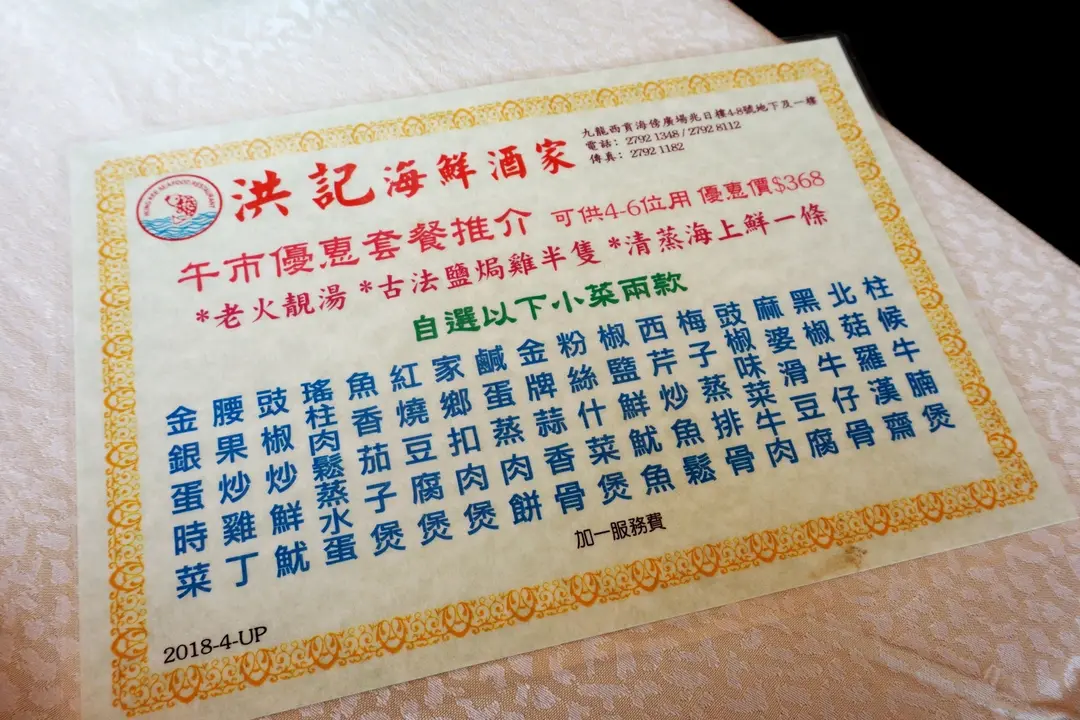 HUNG KEE SEAFOOD RESTAURANT
洪記海鮮酒家
九龍西貢海傍廣場兆日樓4-8號地下及一樓
電話：2792 1348 / 2792 8112
傳真：2792 1182
午市優惠套餐推介 可供4-6位用 優惠價$368
*老火靚湯 *古法鹽焗雞半隻 *清蒸海上鮮一條
自選以下小菜兩款
柱候牛腩煲
北菇羅漢齋
黑椒牛仔骨
麻婆滑豆腐
豉椒味菜牛肉
梅子蒸排骨
西芹炒魚鬆
椒鹽鮮魷魚
粉絲什菜煲
金牌蒜香骨
鹹蛋蒸肉餅
家鄉扣肉煲
紅燒豆腐煲
魚香茄子煲
瑤柱肉鬆蒸水蛋
豉椒炒鮮魷
腰果炒雞丁
金銀蛋時菜
加一服務費
2018-4-UP